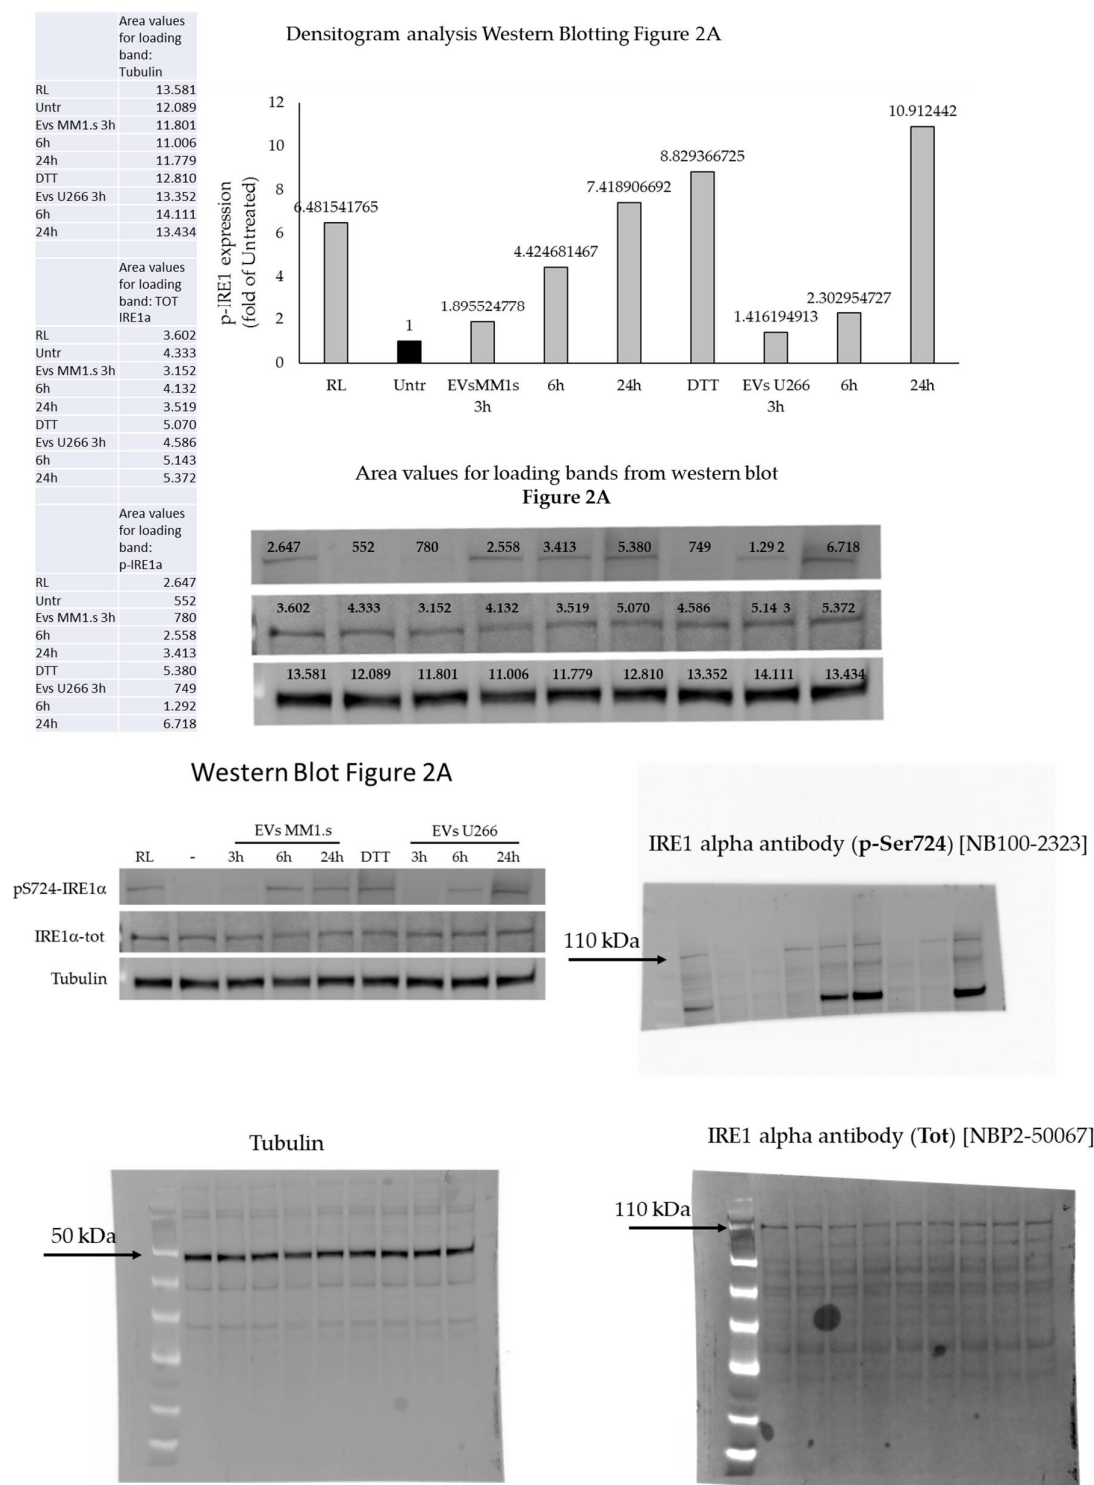 Area values
for loading
band:
Tubulin
RL 13.581
Untr 12.089
Evs MM1.s 3h 11.801
6h 11.006
24h 11.779
DTT 12.810
Evs U266 3h 13.352
6h 14.111
24h 13.434
Area values
for loading
band: TOT
IRE1a
RL 3.602
Untr 4.333
Evs MM1.s 3h 3.152
6h 4.132
24h 3.519
DTT 5.070
Evs U266 3h 4.586
6h 5.143
24h 5.372
Area values
for loading
band:
p-IRE1a
RL 2.647
Untr 552
Evs MM1.s 3h 780
6h 2.558
24h 3.413
DTT 5.380
Evs U266 3h 749
6h 1.292
24h 6.718
Densitogram analysis Western Blotting Figure 2A
p-IRE1 expression
(fold of Untreated)
12
10
8
6
4
2
0
6.481541765
1
1.895524778
4.424681467
7.418906692
8.829366725
1.416194913
2.302954727
10.912442
RL Untr EVsMM1s 6h 24h DTT EVs U266 6h 24h
3h 3h
Area values for loading bands from western blot
Figure 2A
2.647 552 780 2.558 3.413 5.380 749 1.29 2 6.718
3.602 4.333 3.152 4.132 3.519 5.070 4.586 5.14 3 5.372
13.581 12.089 11.801 11.006 11.779 12.810 13.352 14.111 13.434
Western Blot Figure 2A
EVs MM1.s EVs U266
RL - 3h 6h 24h DTT 3h 6h 24h
pS724-IRE1α
IRE1α-tot
Tubulin
IRE1 alpha antibody (p-Ser724) [NB100-2323]
110 kDa
Tubulin
50 kDa
IRE1 alpha antibody (Tot) [NBP2-50067]
110 kDa